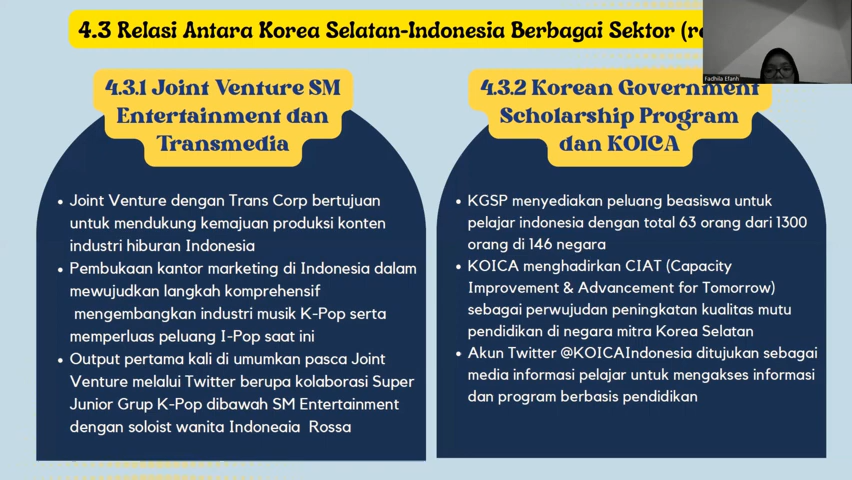 4.3 Relasi Antara Korea Selatan-Indonesia Berbagai Sektor
Fadhila Efanh
4.3.1 Joint Venture SM
Entertainment dan
Transmedia
Joint Venture dengan Trans Corp bertujuan
untuk mendukung kemajuan produksi konten
industri hiburan Indonesia
Pembukaan kantor marketing di Indonesia dalam
mewujudkan langkah komprehensif
mengembangkan industri musik K-Pop serta
memperluas peluang I-Pop saat ini
Output pertama kali di umumkan pasca Joint
Venture melalui Twitter berupa kolaborasi Super
Junior Grup K-Pop dibawah SM Entertainment
dengan soloist wanita Indoneaia Rossa
4.3.2 Korean Government
Scholarship Program
dan KOICA
KGSP menyediakan peluang beasiswa untuk
pelajar indonesia dengan total 63 orang dari 1300
orang di 146 negara
KOICA menghadirkan CIAT (Capacity
Improvement & Advancement for Tomorrow)
sebagai perwujudan peningkatan kualitas mutu
pendidikan di negara mitra Korea Selatan
Akun Twitter @KOICAIndonesia ditujukan sebagai
media informasi pelajar untuk mengakses informasi
dan program berbasis pendidikan